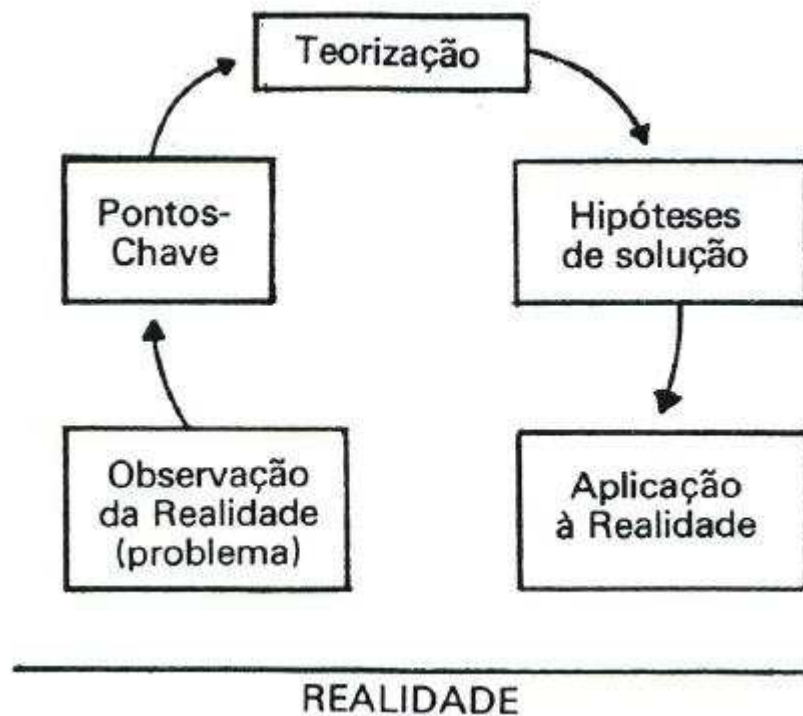 Teorização
Pontos-
Chave
Hipóteses
de solução
Observação
da Realidade
(problema)
Aplicação
à Realidade
REALIDADE